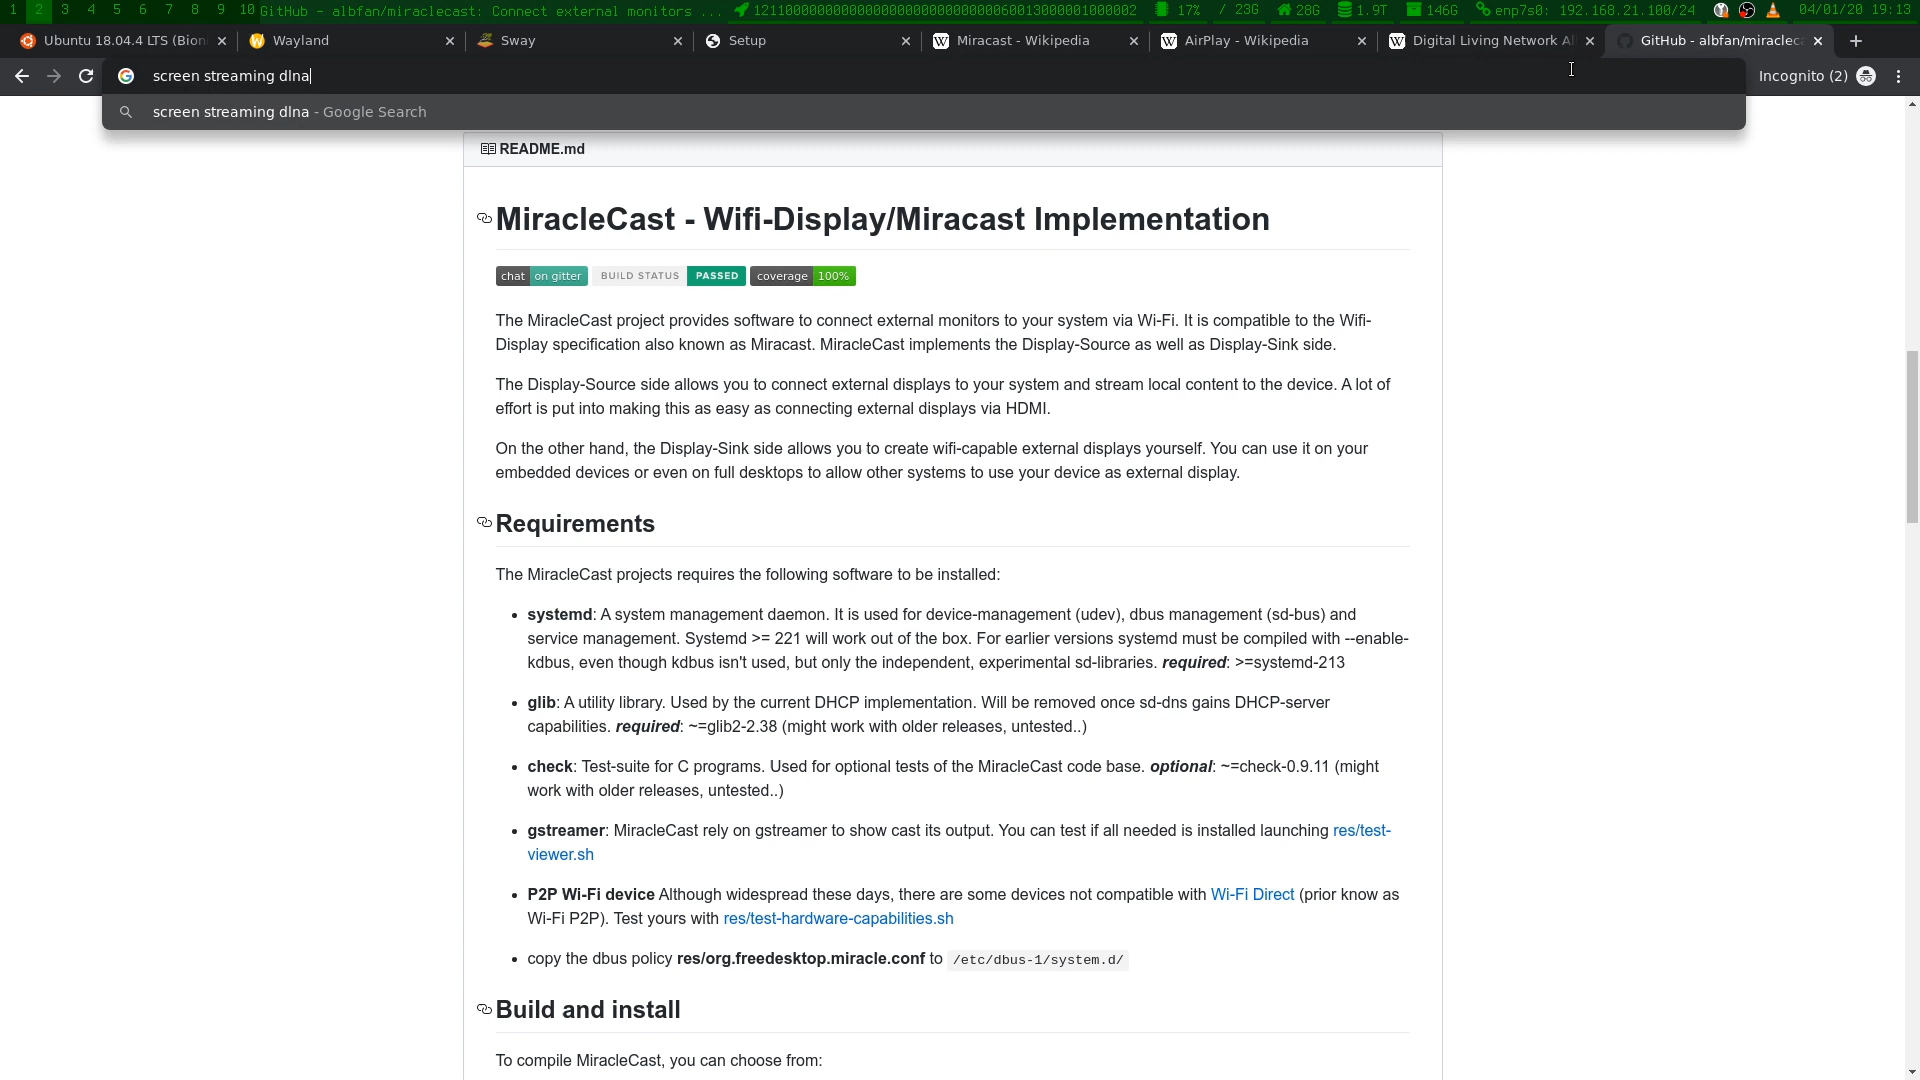 1 2 3 4 5 6 7 8 9 10 GitHub - albfan/miraclecast: Connect external monitors ... 17% / 23G 28G 1.9T 146G enp7s0: 192.168.21.100/24 04/01/20 19:13
Ubuntu 18.04.4 LTS (Bion Wayland Sway Setup Miracast - Wikipedia AirPlay - Wikipedia Digital Living Network Al GitHub - albfan/miracleca
screen streaming dlna Incognito (2)
screen streaming dlna - Google Search
README.md
MiracleCast - Wifi-Display/Miracast Implementation
chat on gitter BUILD STATUS PASSED coverage 100%
The MiracleCast project provides software to connect external monitors to your system via Wi-Fi. It is compatible to the Wifi-
Display specification also known as Miracast. MiracleCast implements the Display-Source as well as Display-Sink side.
The Display-Source side allows you to connect external displays to your system and stream local content to the device. A lot of
effort is put into making this as easy as connecting external displays via HDMI.
On the other hand, the Display-Sink side allows you to create wifi-capable external displays yourself. You can use it on your
embedded devices or even on full desktops to allow other systems to use your device as external display.
Requirements
The MiracleCast projects requires the following software to be installed:
• systemd: A system management daemon. It is used for device-management (udev), dbus management (sd-bus) and
service management. Systemd >= 221 will work out of the box. For earlier versions systemd must be compiled with --enable-
kdbus, even though kdbus isn't used, but only the independent, experimental sd-libraries. required: >=systemd-213
• glib: A utility library. Used by the current DHCP implementation. Will be removed once sd-dns gains DHCP-server
capabilities. required: ~=glib2-2.38 (might work with older releases, untested..)
• check: Test-suite for C programs. Used for optional tests of the MiracleCast code base. optional: ~=check-0.9.11 (might
work with older releases, untested..)
• gstreamer: MiracleCast rely on gstreamer to show cast its output. You can test if all needed is installed launching res/test-
viewer.sh
• P2P Wi-Fi device Although widespread these days, there are some devices not compatible with Wi-Fi Direct (prior know as
Wi-Fi P2P). Test yours with res/test-hardware-capabilities.sh
• copy the dbus policy res/org.freedesktop.miracle.conf to /etc/dbus-1/system.d/
Build and install
To compile MiracleCast, you can choose from: